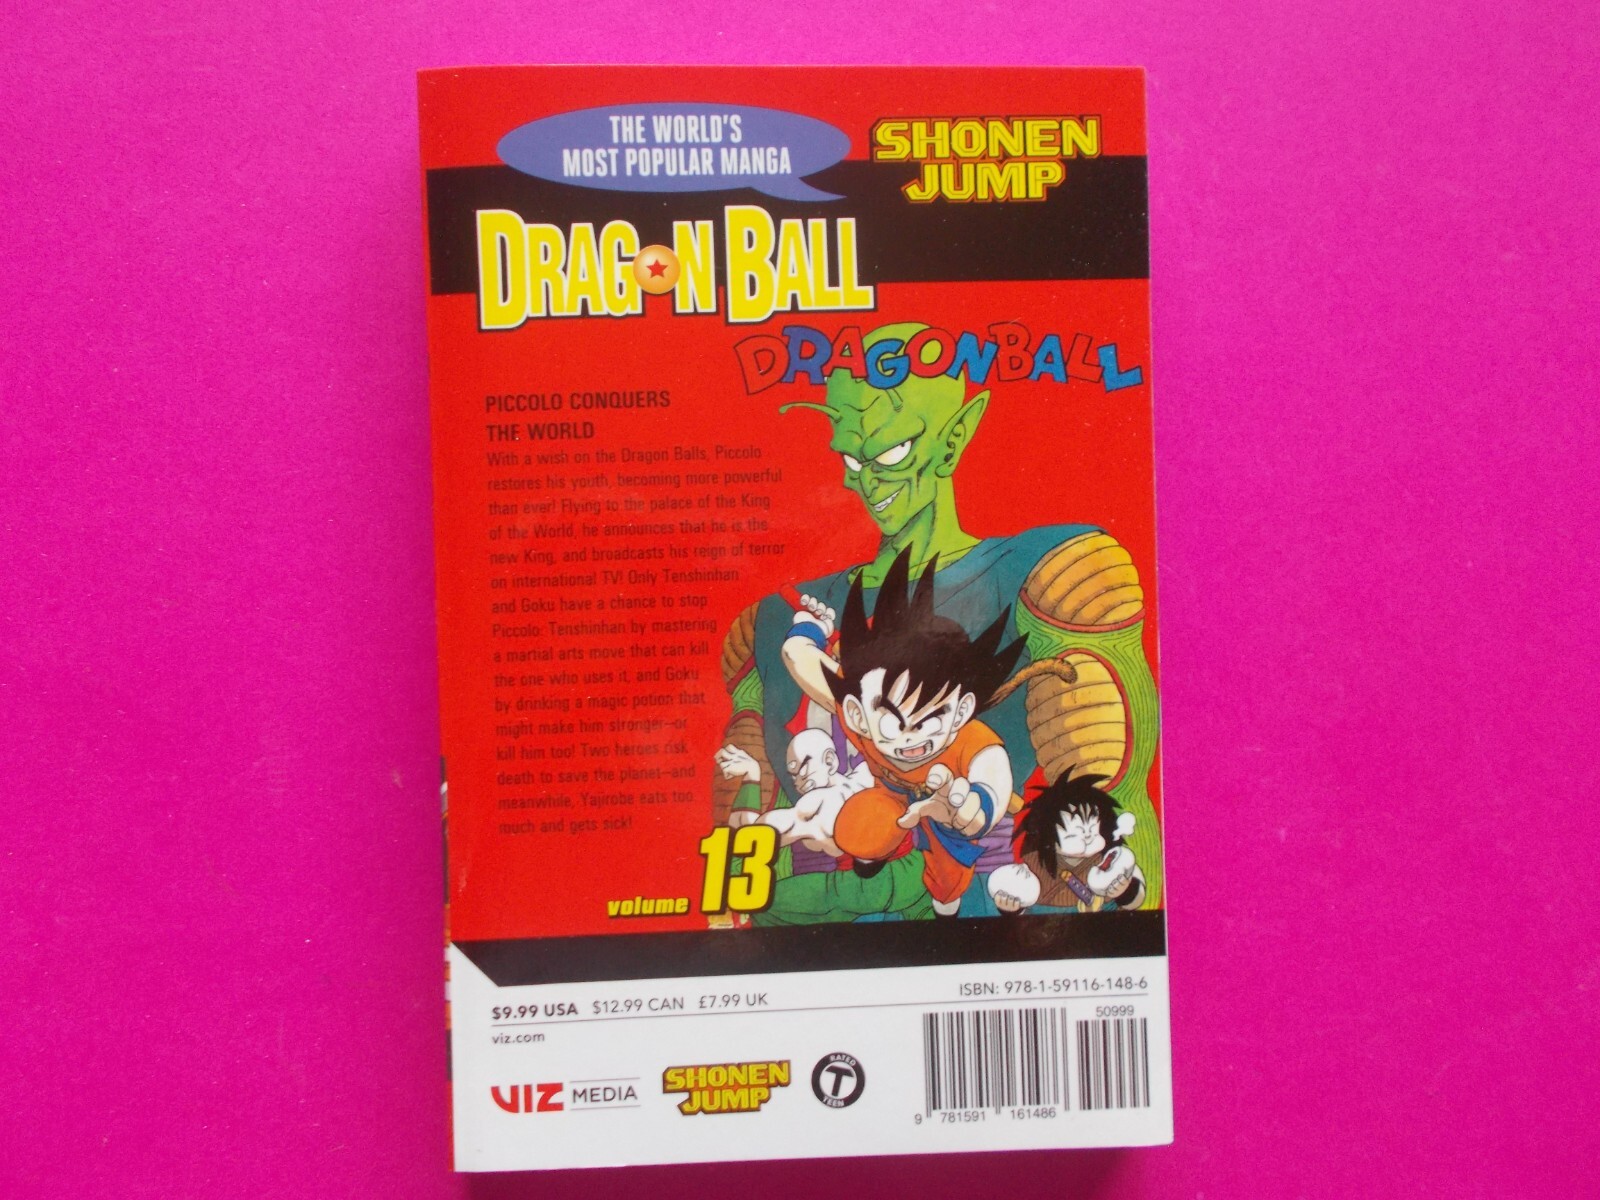 THE WORLD'S
MOST POPULAR MANGA
SHONEN
JUMP
DRAGON BALL
DRAGONBALL
PICCOLO CONQUERS
THE WORLD
With a wish on the Dragon Balls, Piccolo
restores his youth, becoming more powerful
than ever! Flying to the palace of the King
of the World, he announces that he is the
new King, and broadcasts his reign of terror
on international TV! Only Tenshinhan
and Goku have a chance to stop
Piccolo: Tenshinhan by mastering
a martial arts move that can kill
the one who uses it, and Goku
by drinking a magic potion that
might make him stronger—or
kill him too! Two heroes risk
death to save the planet—and
meanwhile, Yajirobe eats too
much and gets sick!
volume 13
$9.99 USA $12.99 CAN £7.99 UK
viz.com
VIZ MEDIA
SHONEN
JUMP
RATED
T
TEEN
ISBN: 978-1-59116-148-6
50999
9 781591 161486